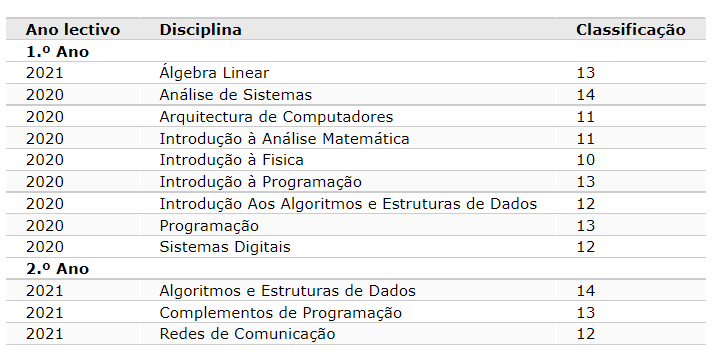 Ano lectivo Disciplina Classificação
1.º Ano
2021 Álgebra Linear 13
2020 Análise de Sistemas 14
2020 Arquitectura de Computadores 11
2020 Introdução à Análise Matemática 11
2020 Introdução à Fisica 10
2020 Introdução à Programação 13
2020 Introdução Aos Algoritmos e Estruturas de Dados 12
2020 Programação 13
2020 Sistemas Digitais 12
2.º Ano
2021 Algoritmos e Estruturas de Dados 14
2021 Complementos de Programação 13
2021 Redes de Comunicação 12